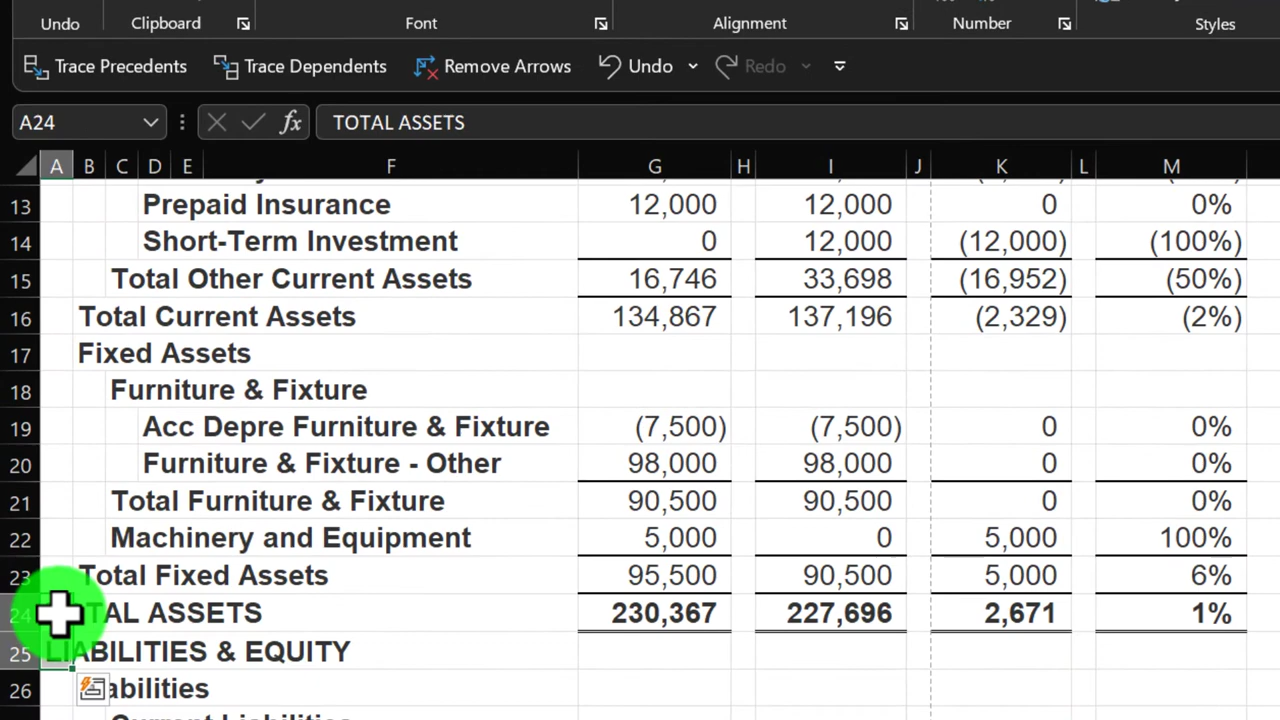 Undo Clipboard Font Alignment Number Styles
Trace Precedents Trace Dependents Remove Arrows Undo Redo
A24 fx TOTAL ASSETS
A B C D E F G H I J K L M
13 Prepaid Insurance 12,000 12,000 0 0%
14 Short-Term Investment 0 12,000 (12,000) (100%)
15 Total Other Current Assets 16,746 33,698 (16,952) (50%)
16 Total Current Assets 134,867 137,196 (2,329) (2%)
17 Fixed Assets
18 Furniture & Fixture
19 Acc Depre Furniture & Fixture (7,500) (7,500) 0 0%
20 Furniture & Fixture - Other 98,000 98,000 0 0%
21 Total Furniture & Fixture 90,500 90,500 0 0%
22 Machinery and Equipment 5,000 0 5,000 100%
23 Total Fixed Assets 95,500 90,500 5,000 6%
24 TAL ASSETS 230,367 227,696 2,671 1%
25 LIABILITIES & EQUITY
26 abilities
Current Liabilities